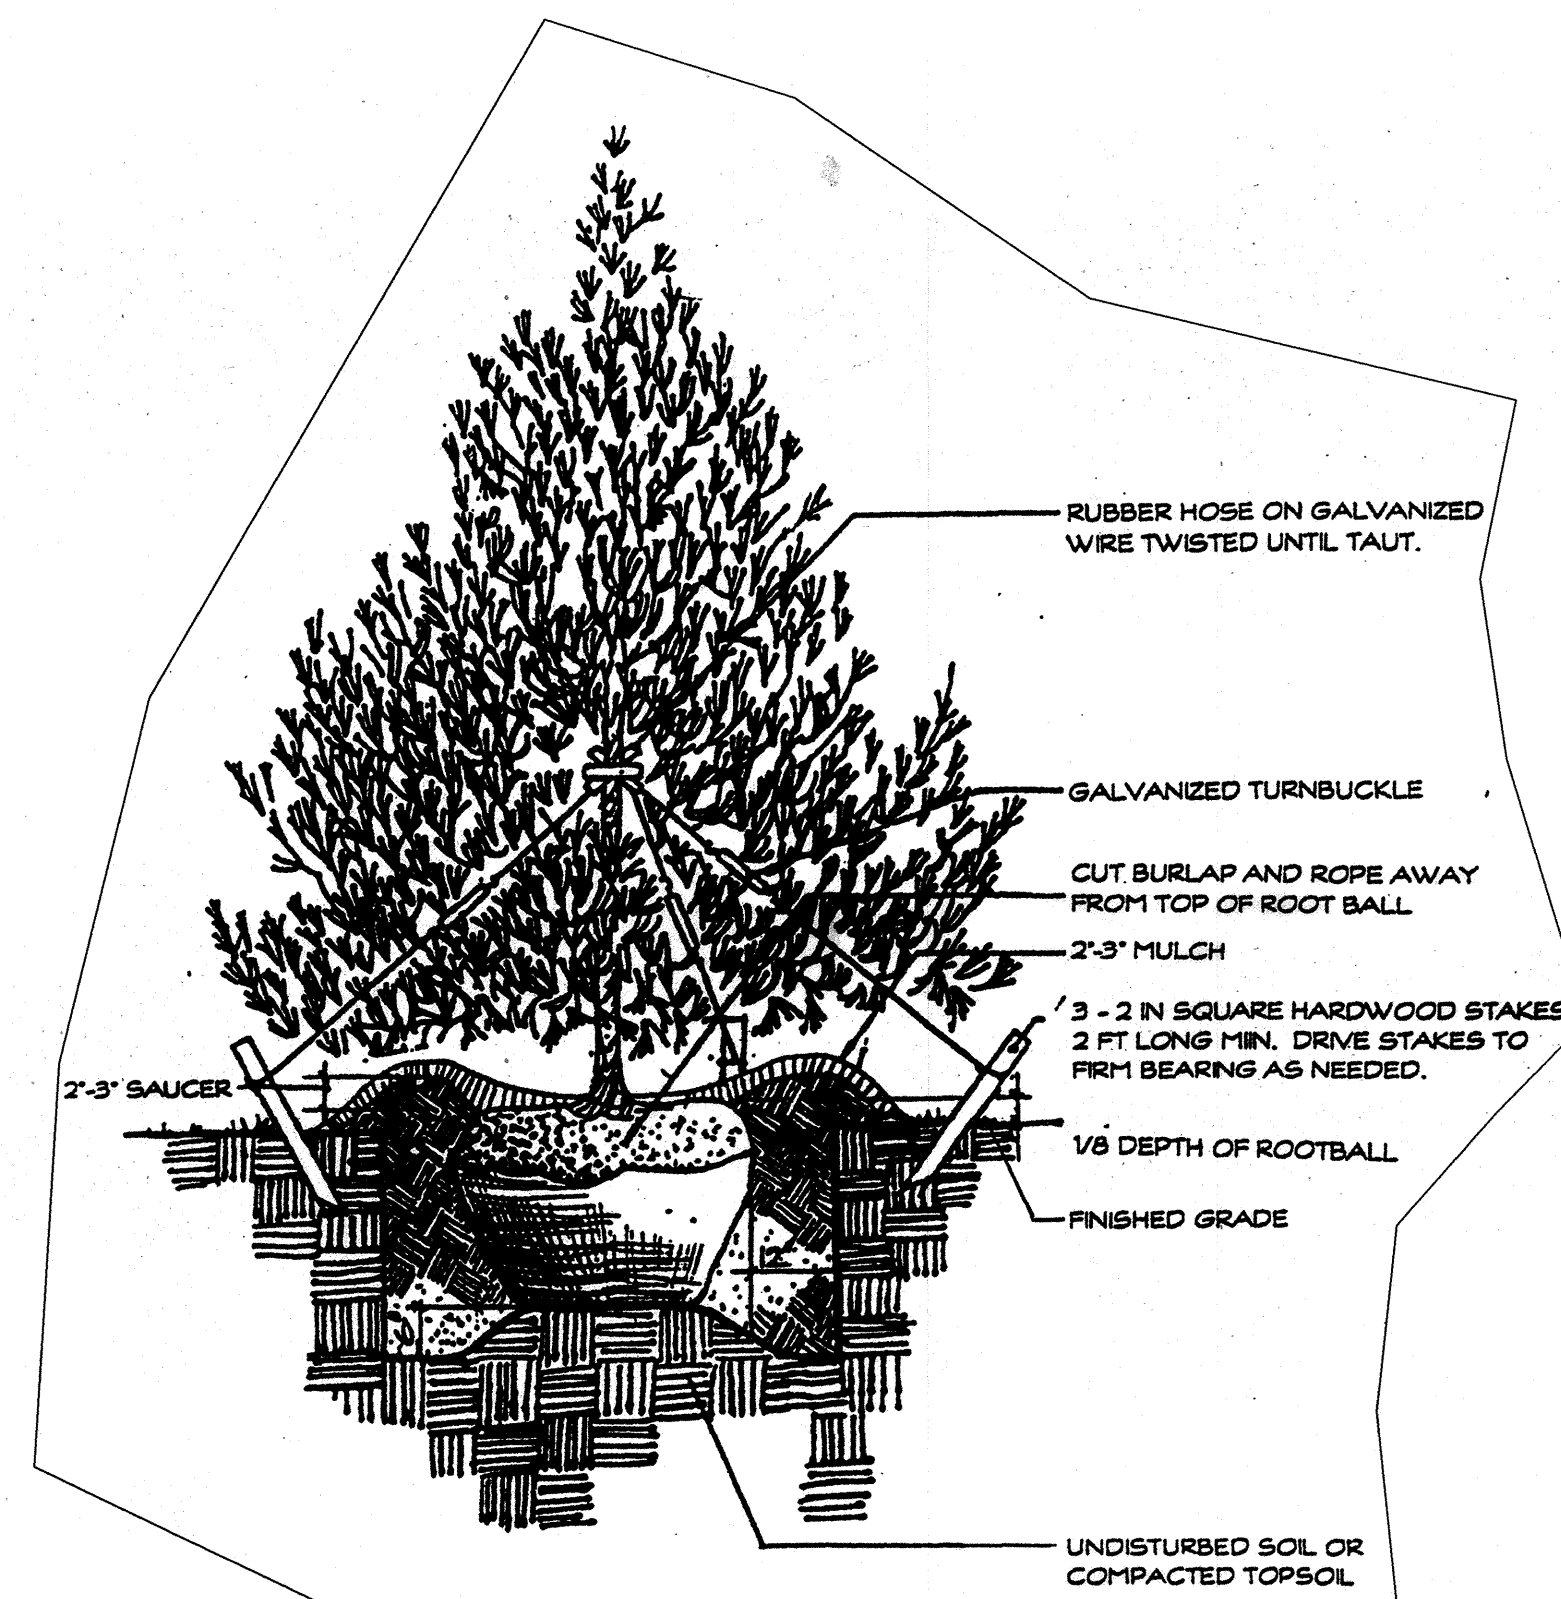 RUBBER HOSE ON GALVANIZED
WIRE TWISTED UNTIL TAUT.
GALVANIZED TURNBUCKLE
CUT BURLAP AND ROPE AWAY
FROM TOP OF ROOT BALL
2"-3" MULCH
3 - 2 IN SQUARE HARDWOOD STAKES
2 FT LONG MIN. DRIVE STAKES TO
FIRM BEARING AS NEEDED.
2"-3" SAUCER
1/8 DEPTH OF ROOTBALL
FINISHED GRADE
12"
UNDISTURBED SOIL OR
COMPACTED TOPSOIL